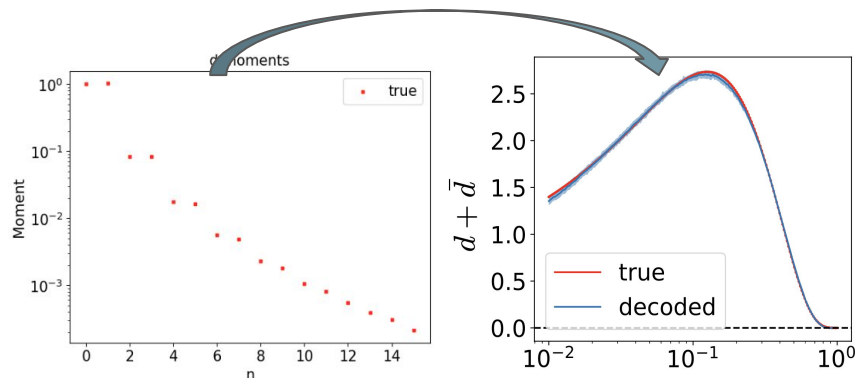 d moments
Moment
10⁰
10⁻¹
10⁻²
10⁻³
true
0 2 4 6 8 10 12 14
n
d + d̄
2.5
2.0
1.5
1.0
0.5
0.0
true
decoded
10⁻² 10⁻¹ 10⁰